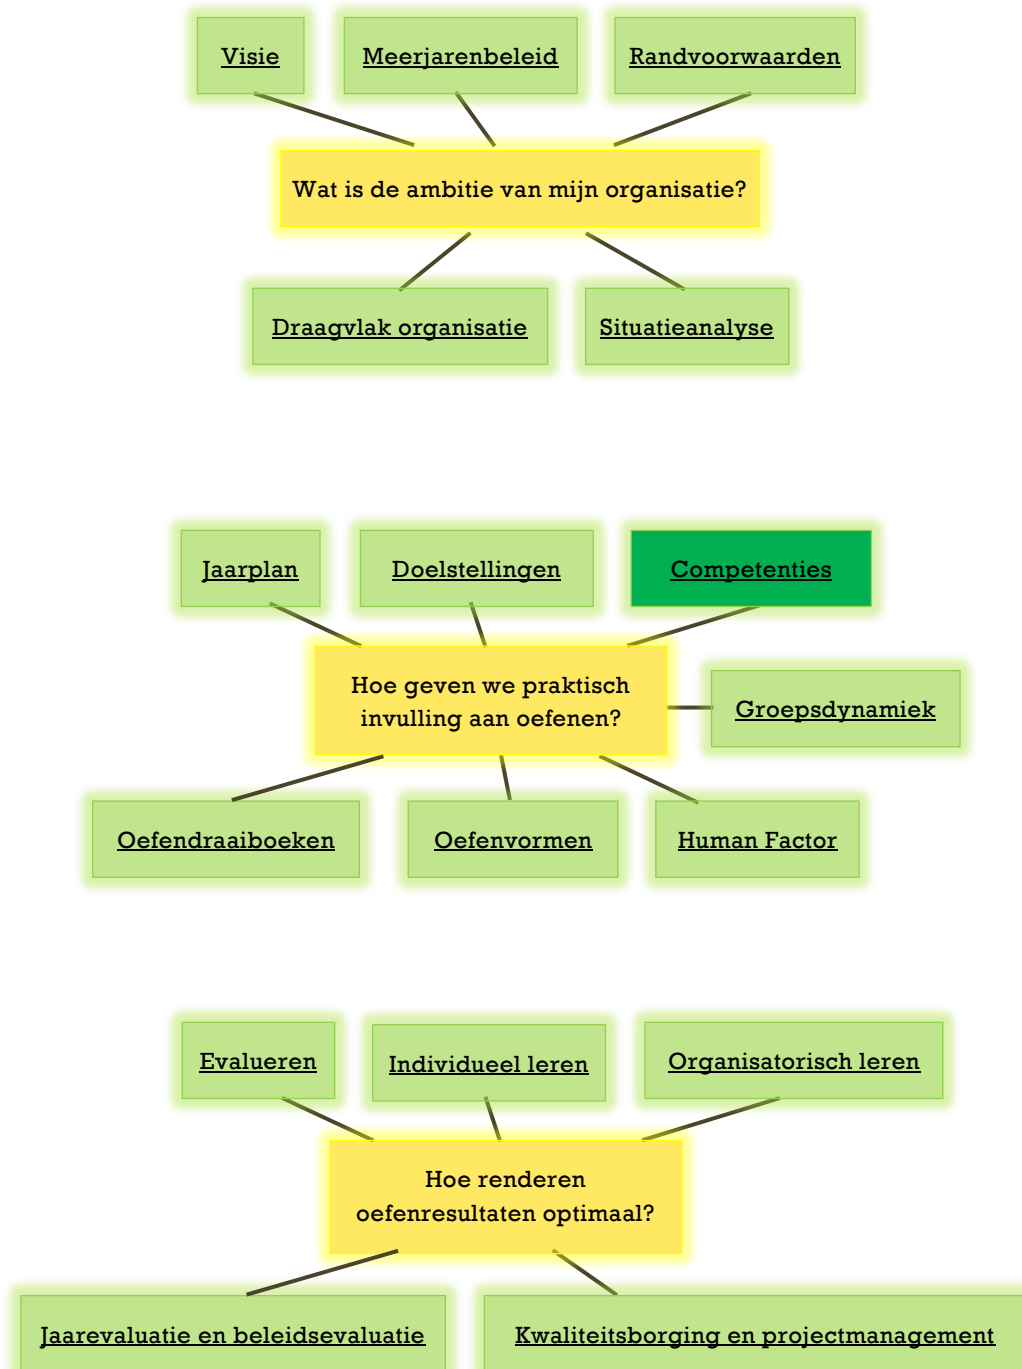 Visie
Meerjarenbeleid
Randvoorwaarden
Wat is de ambitie van mijn organisatie?
Draagvlak organisatie
Situatieanalyse
Jaarplan
Doelstellingen
Competenties
Hoe geven we praktisch
invulling aan oefenen?
Groepsdynamiek
Oefendraaiboeken
Oefenvormen
Human Factor
Evalueren
Individueel leren
Organisatorisch leren
Hoe renderen
oefenresultaten optimaal?
Jaarevaluatie en beleidsevaluatie
Kwaliteitsborging en projectmanagement